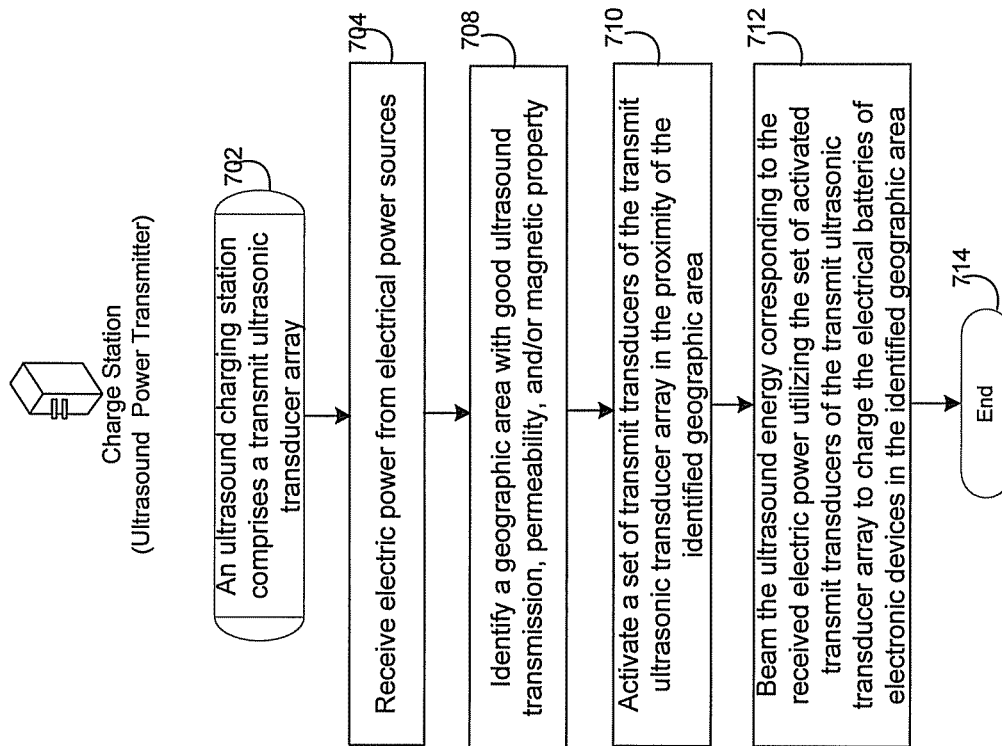 Charge Station
(Ultrasound Power Transmitter)
702
An ultrasound charging station
comprises a transmit ultrasonic
transducer array
704
Receive electric power from electrical power sources
708
Identify a geographic area with good ultrasound
transmission, permeability, and/or magnetic property
710
Activate a set of transmit transducers of the transmit
ultrasonic transducer array in the proximity of the
identified geographic area
712
Beam the ultrasound energy corresponding to the
received electric power utilizing the set of activated
transmit transducers of the transmit ultrasonic
transducer array to charge the electrical batteries of
electronic devices in the identified geographic area
714
End